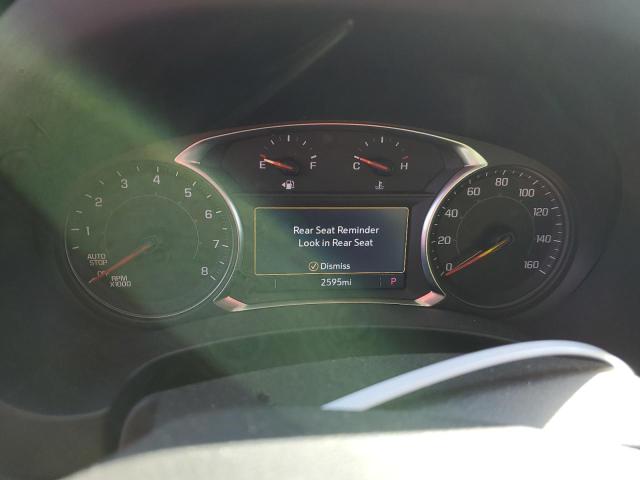 E F
C H
1 2 3 4 5 6 7 8
AUTO
STOP
RPM
X1000
Rear Seat Reminder
Look in Rear Seat
Dismiss
2595mi P
0 20 40 60 80 100 120 140 160